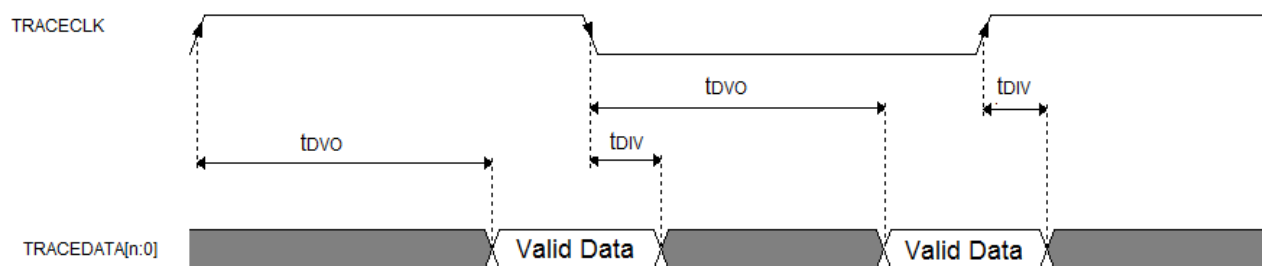 TRACECLK
tDVO
tDIV
tDVO
tDIV
TRACEDATA[n:0]
Valid Data
Valid Data